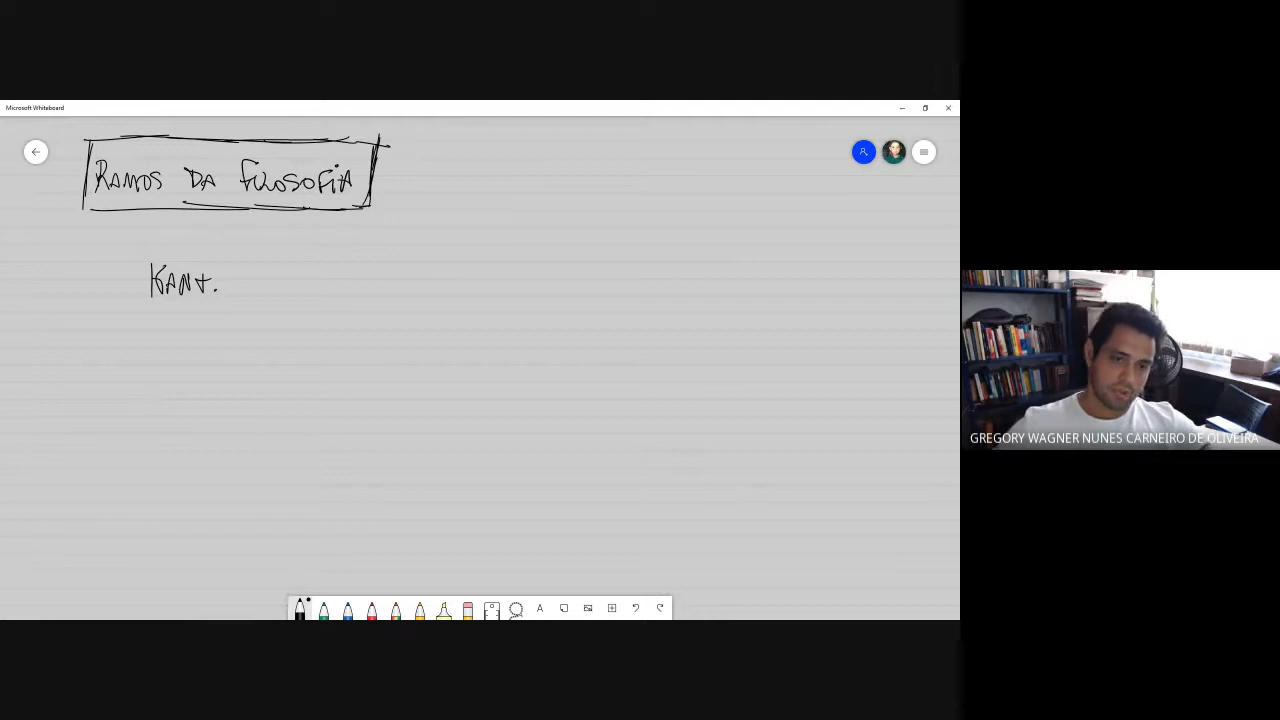 Microsoft Whiteboard
RAMOS DA FILOSOFIA
KANT.
A
GREGORY WAGNER NUNES CARNEIRO DE OLIVEIRA